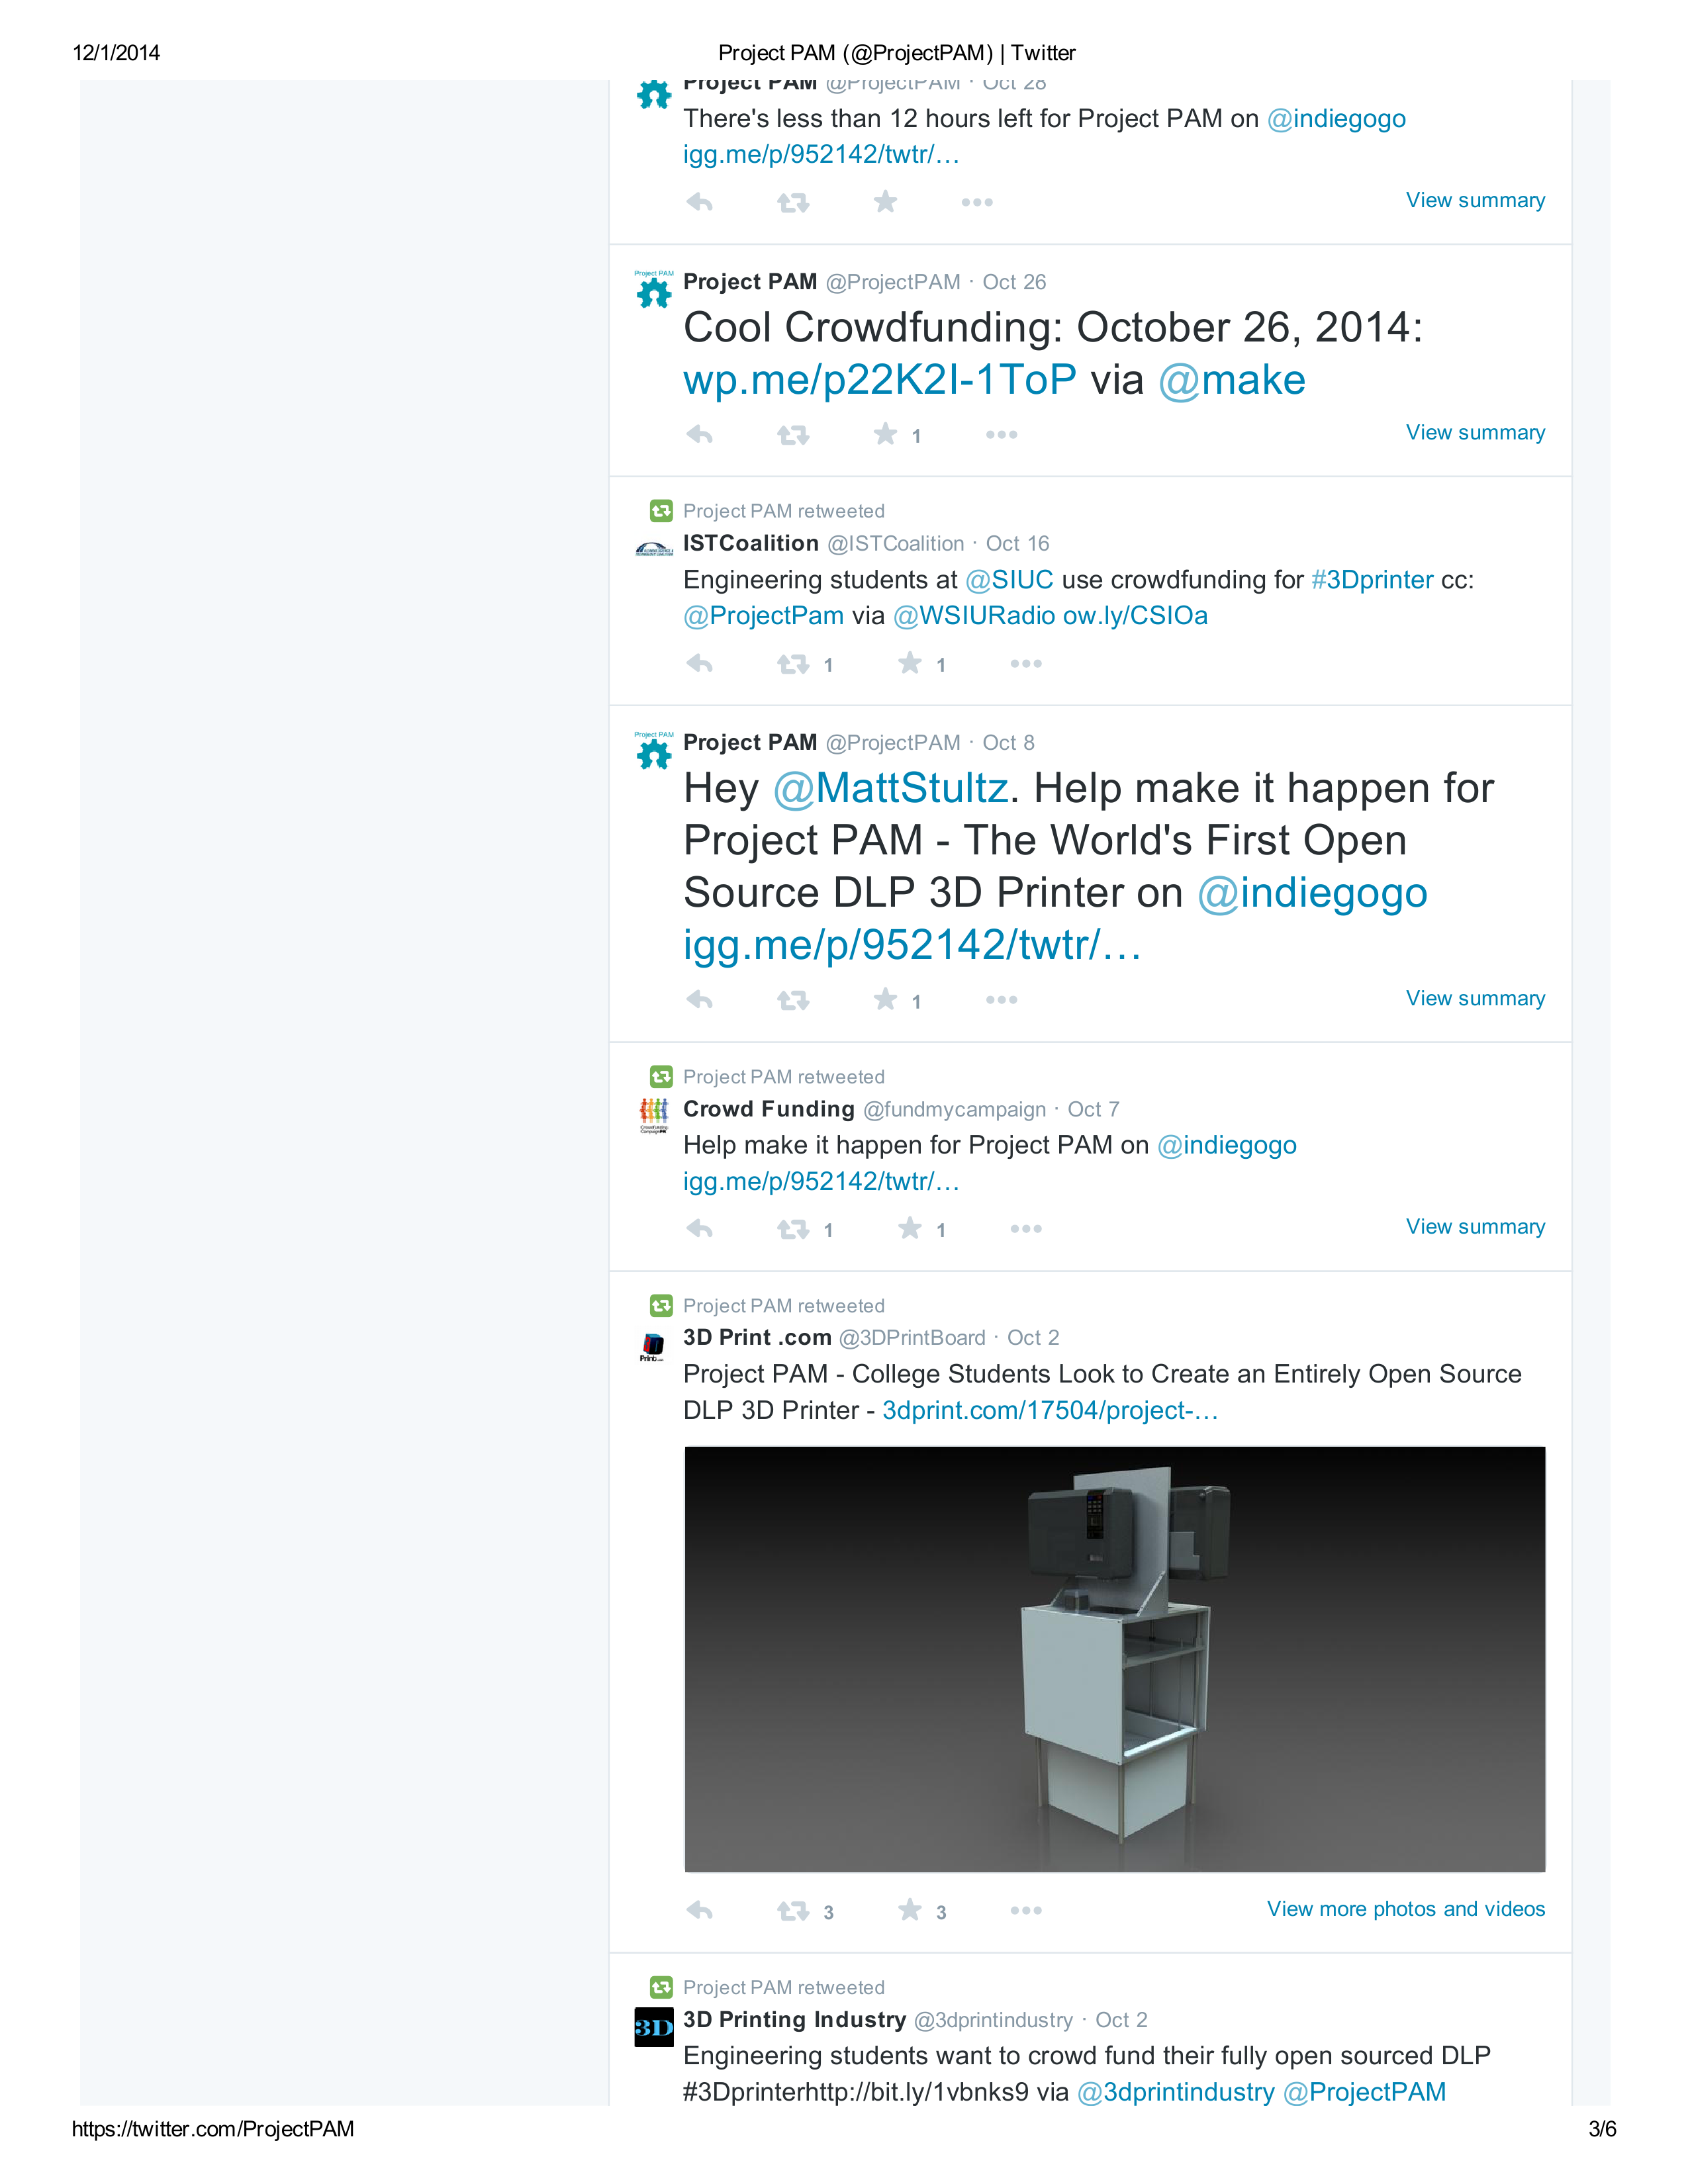 12/1/2014
Project PAM (@ProjectPAM) | Twitter
Project PAM @ProjectPAM · Oct 28
There's less than 12 hours left for Project PAM on @indiegogo
igg.me/p/952142/twtr/…
View summary
Project PAM
Project PAM @ProjectPAM · Oct 26
Cool Crowdfunding: October 26, 2014:
wp.me/p22K2I-1ToP via @make
1
View summary
Project PAM retweeted
ISTCoalition @ISTCoalition · Oct 16
Engineering students at @SIUC use crowdfunding for #3Dprinter cc:
@ProjectPam via @WSIURadio ow.ly/CSIOa
1 1
Project PAM
Project PAM @ProjectPAM · Oct 8
Hey @MattStultz. Help make it happen for
Project PAM - The World's First Open
Source DLP 3D Printer on @indiegogo
igg.me/p/952142/twtr/…
1
View summary
Project PAM retweeted
Crowd Funding @fundmycampaign · Oct 7
Help make it happen for Project PAM on @indiegogo
igg.me/p/952142/twtr/…
1 1
View summary
Project PAM retweeted
3D Print .com @3DPrintBoard · Oct 2
Project PAM - College Students Look to Create an Entirely Open Source
DLP 3D Printer - 3dprint.com/17504/project-…
3 3
View more photos and videos
Project PAM retweeted
3D
3D Printing Industry @3dprintindustry · Oct 2
Engineering students want to crowd fund their fully open sourced DLP
#3Dprinterhttp://bit.ly/1vbnks9 via @3dprintindustry @ProjectPAM
https://twitter.com/ProjectPAM
3/6